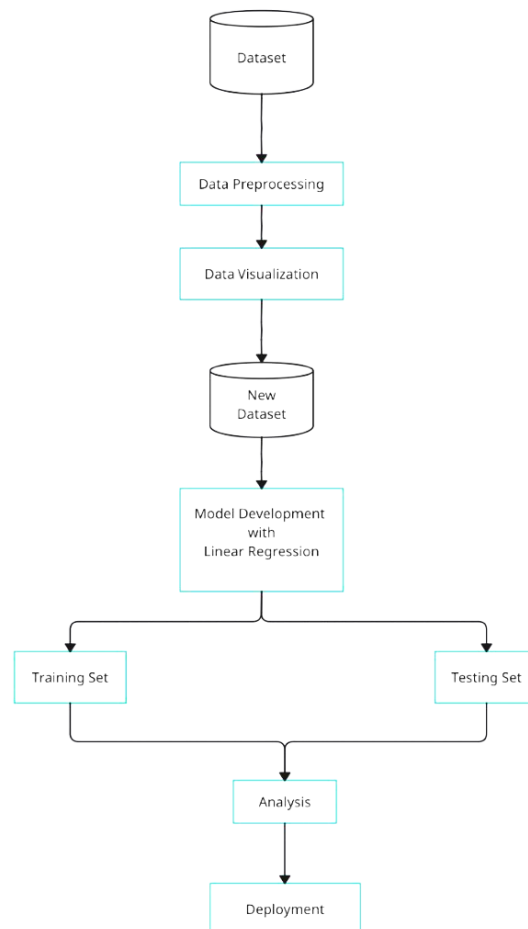 Dataset
Data Preprocessing
Data Visualization
New
Dataset
Model Development
with
Linear Regression
Training Set
Testing Set
Analysis
Deployment